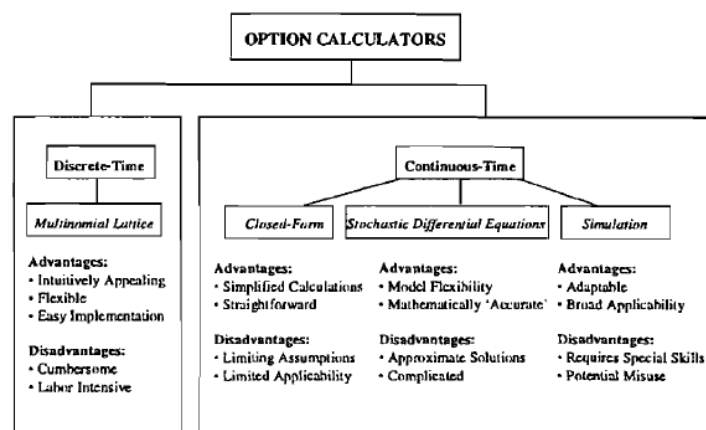 OPTION CALCULATORS
Discrete-Time
Multinomial Lattice
Advantages:
• Intuitively Appealing
• Flexible
• Easy Implementation
Disadvantages:
• Cumbersome
• Labor Intensive
Continuous-Time
Closed-Form
Advantages:
• Simplified Calculations
• Straightforward
Disadvantages:
• Limiting Assumptions
• Limited Applicability
Stochastic Differential Equations
Advantages:
• Model Flexibility
• Mathematically ‘Accurate’
Disadvantages:
• Approximate Solutions
• Complicated
Simulation
Advantages:
• Adaptable
• Broad Applicability
Disadvantages:
• Requires Special Skills
• Potential Misuse